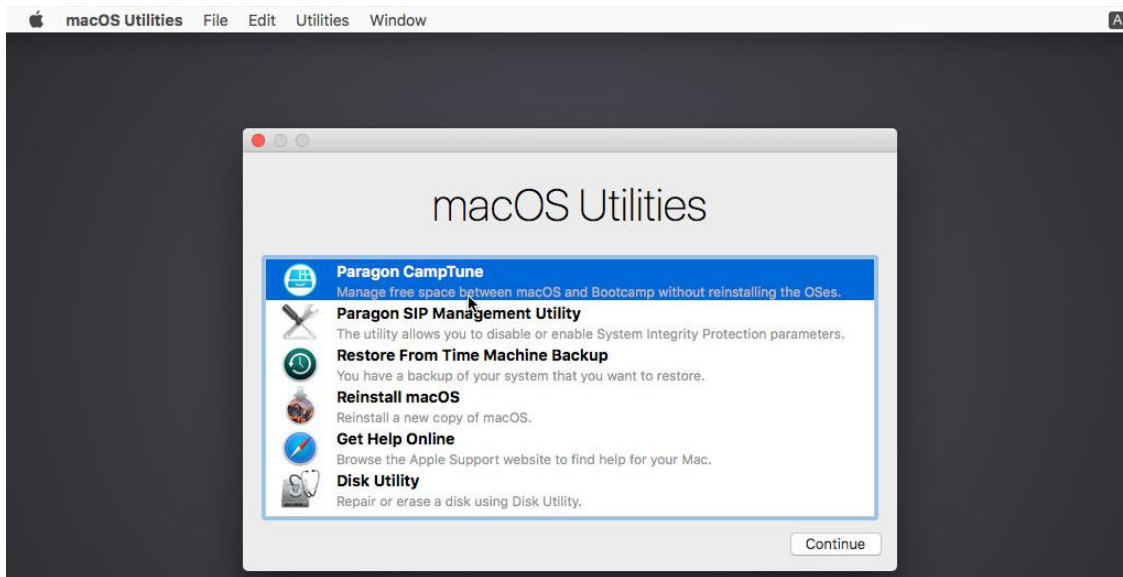 macOS Utilities File Edit Utilities Window A
macOS Utilities
Paragon CampTune
Manage free space between macOS and Bootcamp without reinstalling the OSes.
Paragon SIP Management Utility
The utility allows you to disable or enable System Integrity Protection parameters.
Restore From Time Machine Backup
You have a backup of your system that you want to restore.
Reinstall macOS
Reinstall a new copy of macOS.
Get Help Online
Browse the Apple Support website to find help for your Mac.
Disk Utility
Repair or erase a disk using Disk Utility.
Continue